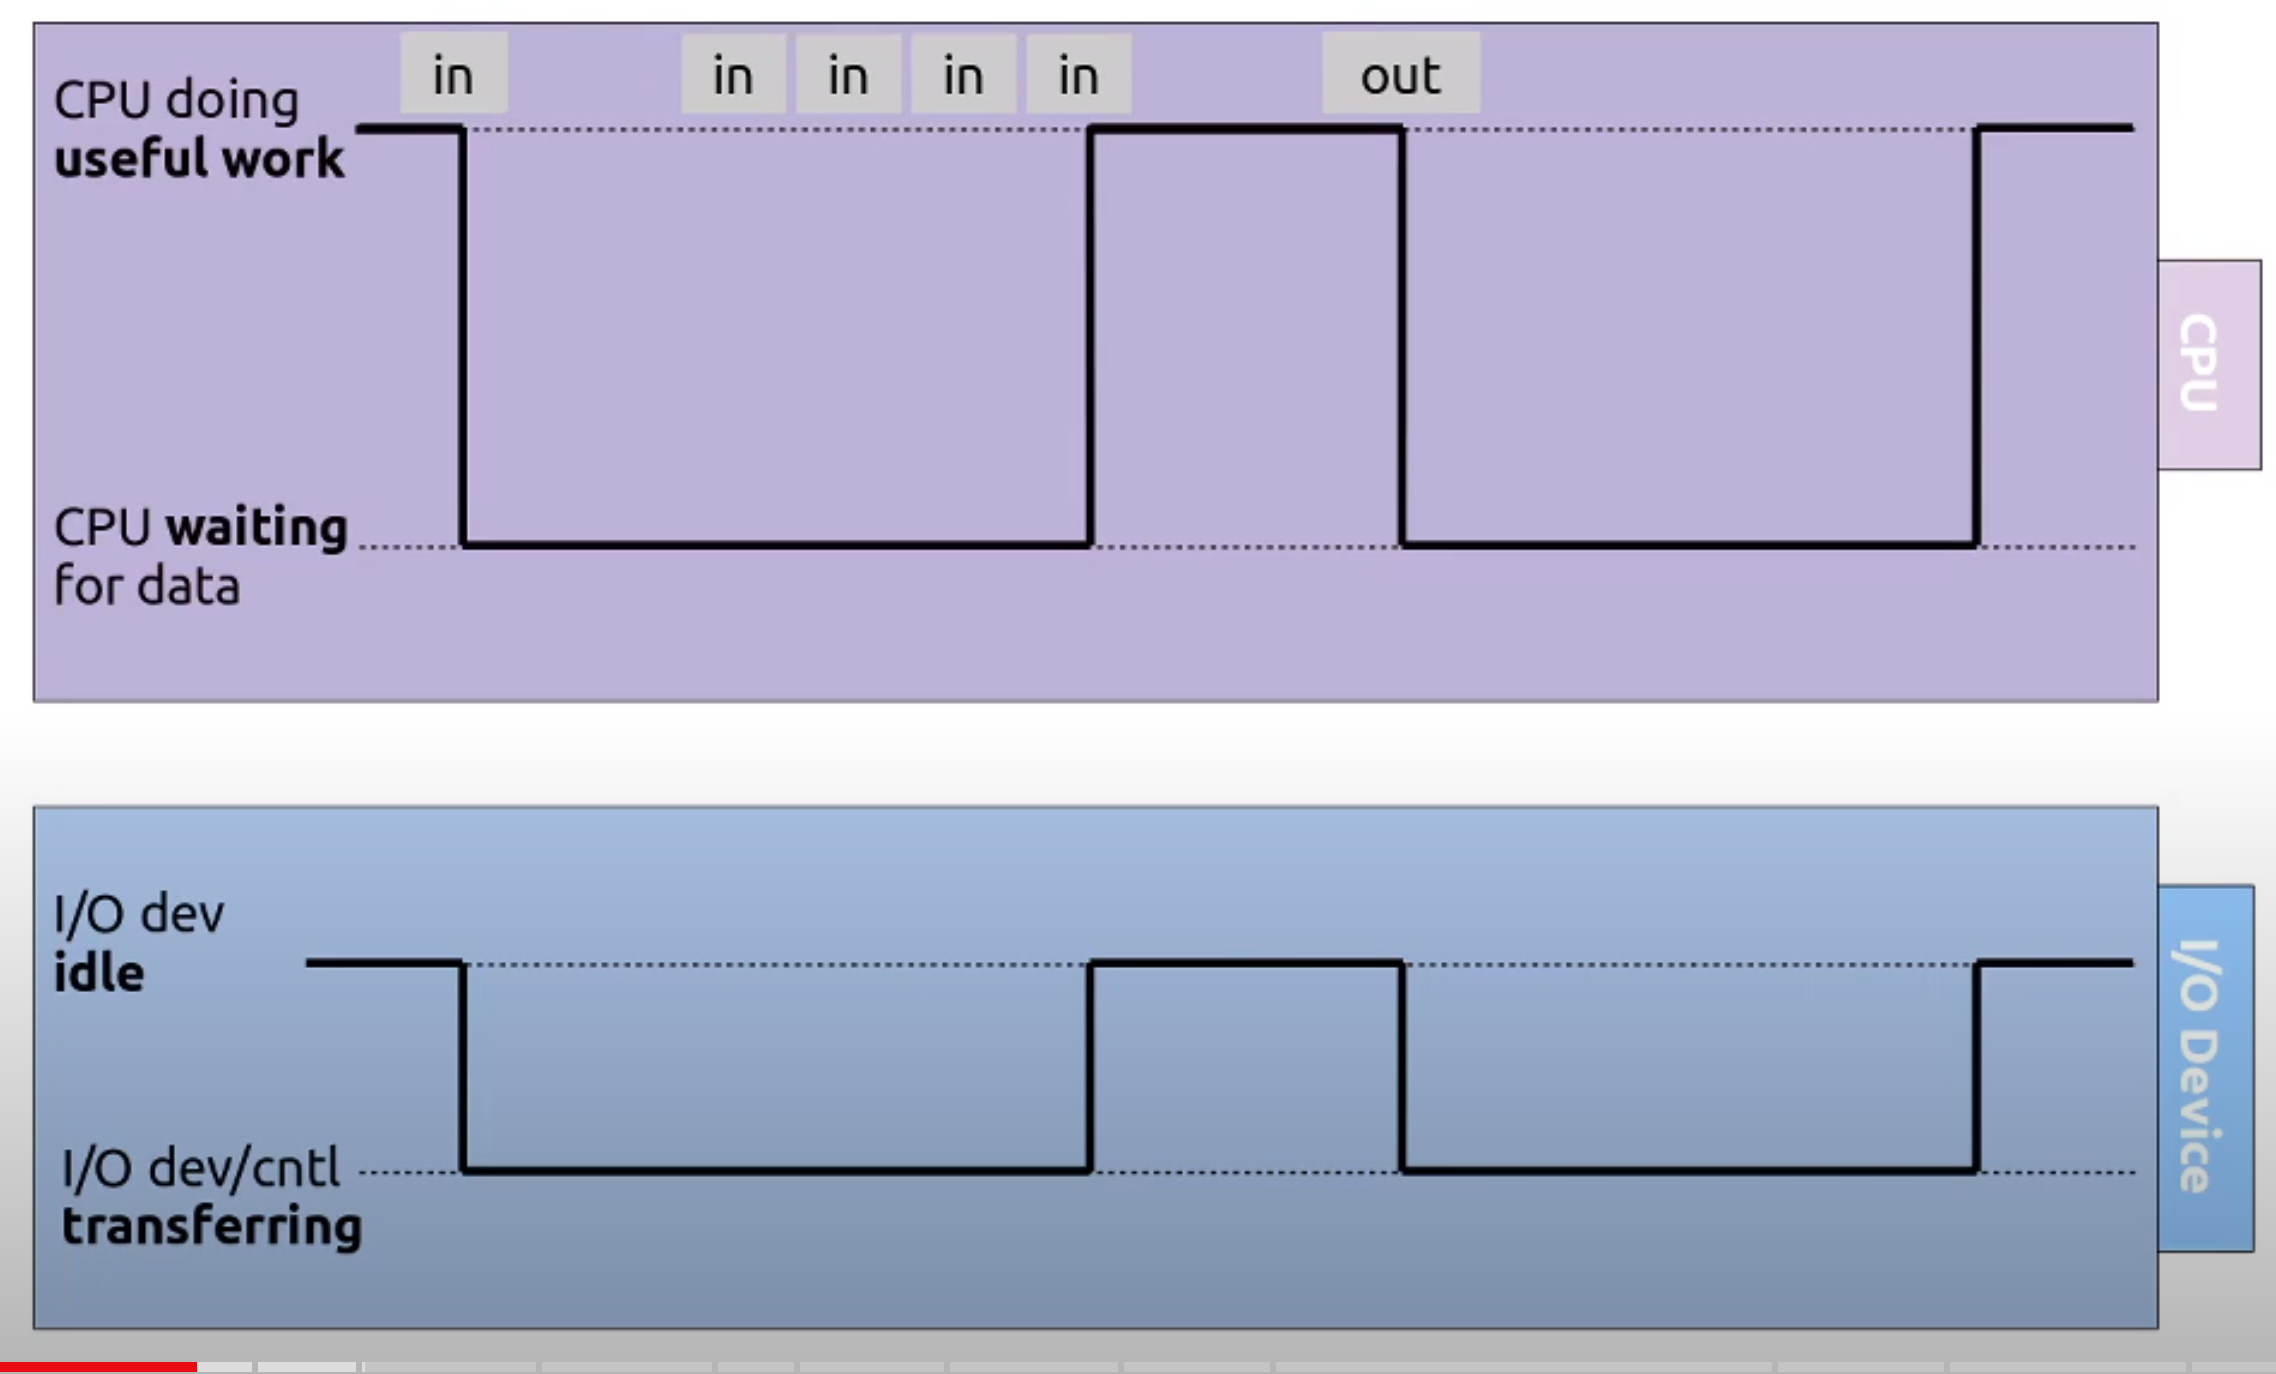 in
in
in
in
in
out
CPU doing
useful work
CPU waiting
for data
CPU
I/O dev
idle
I/O dev/cntl
transferring
I/O Device